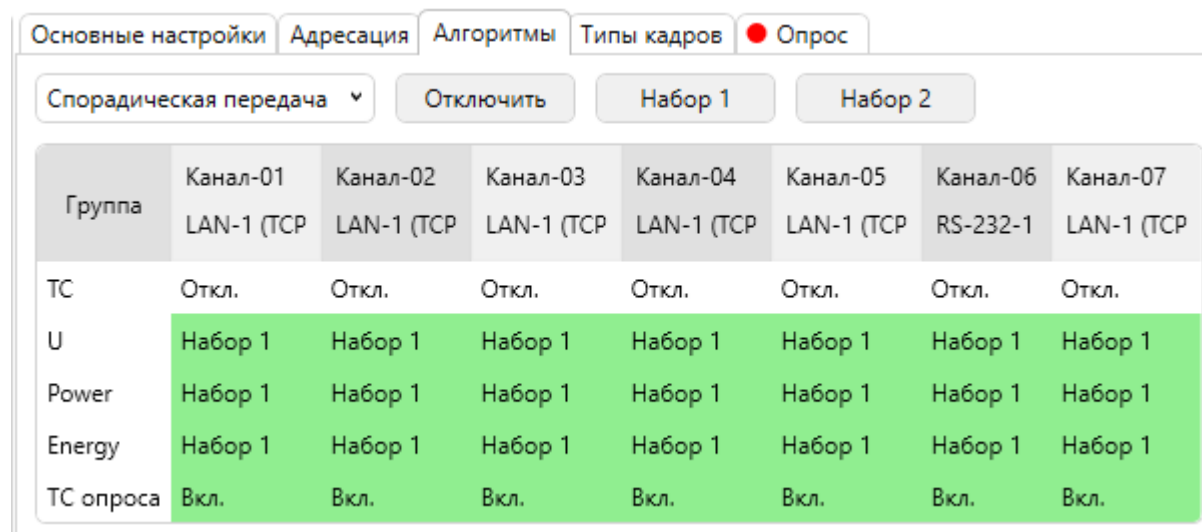 Основные настройки Адресация Алгоритмы Типы кадров Опрос
Спорадическая передача Отключить Набор 1 Набор 2
Группа Канал-01 Канал-02 Канал-03 Канал-04 Канал-05 Канал-06 Канал-07
LAN-1 (TCP LAN-1 (TCP LAN-1 (TCP LAN-1 (TCP LAN-1 (TCP RS-232-1 LAN-1 (TCP
ТС Откл. Откл. Откл. Откл. Откл. Откл. Откл.
U Набор 1 Набор 1 Набор 1 Набор 1 Набор 1 Набор 1 Набор 1
Power Набор 1 Набор 1 Набор 1 Набор 1 Набор 1 Набор 1 Набор 1
Energy Набор 1 Набор 1 Набор 1 Набор 1 Набор 1 Набор 1 Набор 1
ТС опроса Вкл. Вкл. Вкл. Вкл. Вкл. Вкл. Вкл.